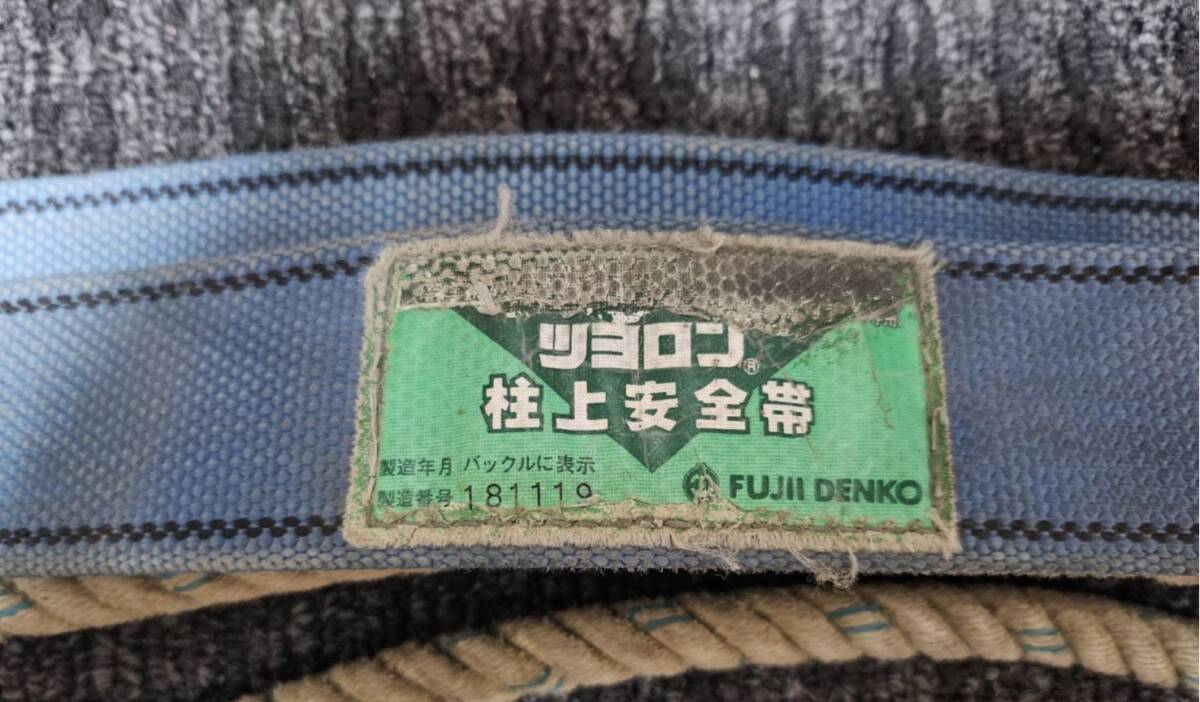 ツヨロン®
柱上安全帯
製造年月 バックルに表示
製造番号 181119
FUJII DENKO